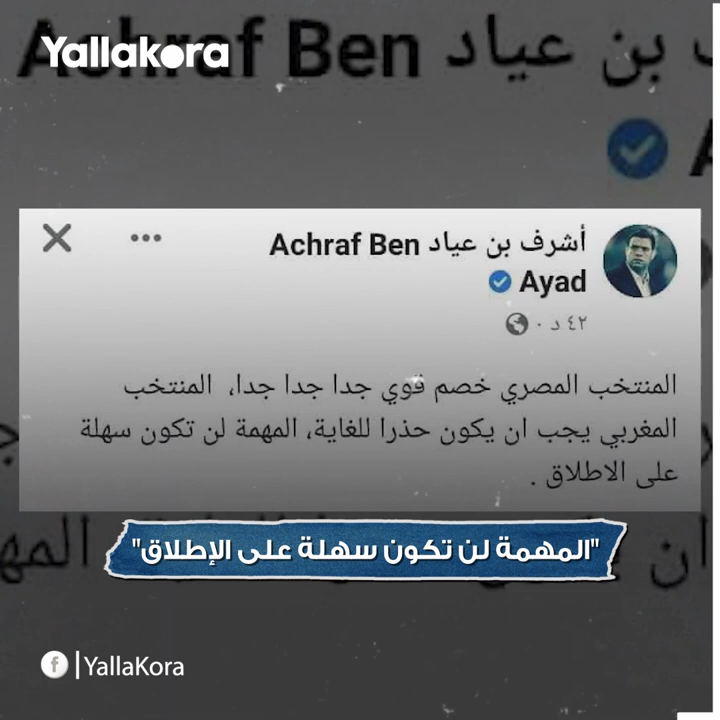 Yallakora
أشرف بن عياد Achraf Ben
Ayad
٤٢ د ·
المنتخب المصري خصم قوي جدا جدا جدا، المنتخب
المغربي يجب ان يكون حذرا للغاية، المهمة لن تكون سهلة
على الاطلاق .
"المهمة لن تكون سهلة على الإطلاق"
f | YallaKora